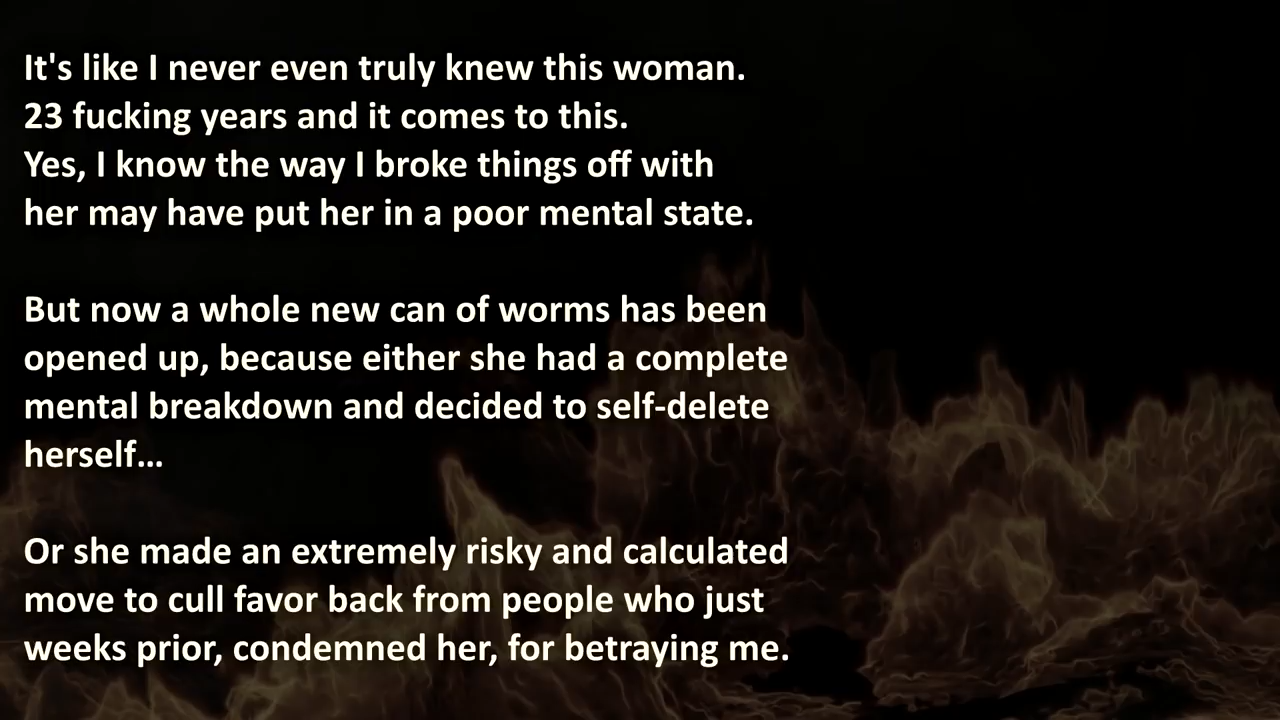 It's like I never even truly knew this woman.
23 fucking years and it comes to this.
Yes, I know the way I broke things off with
her may have put her in a poor mental state.
But now a whole new can of worms has been
opened up, because either she had a complete
mental breakdown and decided to self-delete
herself…
Or she made an extremely risky and calculated
move to cull favor back from people who just
weeks prior, condemned her, for betraying me.